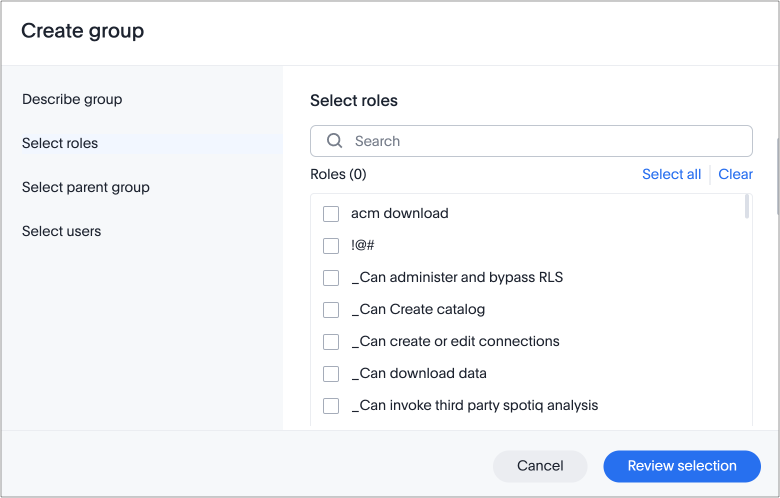 Create group
Describe group
Select roles
Select parent group
Select users
Select roles
Search
Roles (0)
Select all
Clear
acm download
!@#
_Can administer and bypass RLS
_Can Create catalog
_Can create or edit connections
_Can download data
_Can invoke third party spotiq analysis
Cancel
Review selection